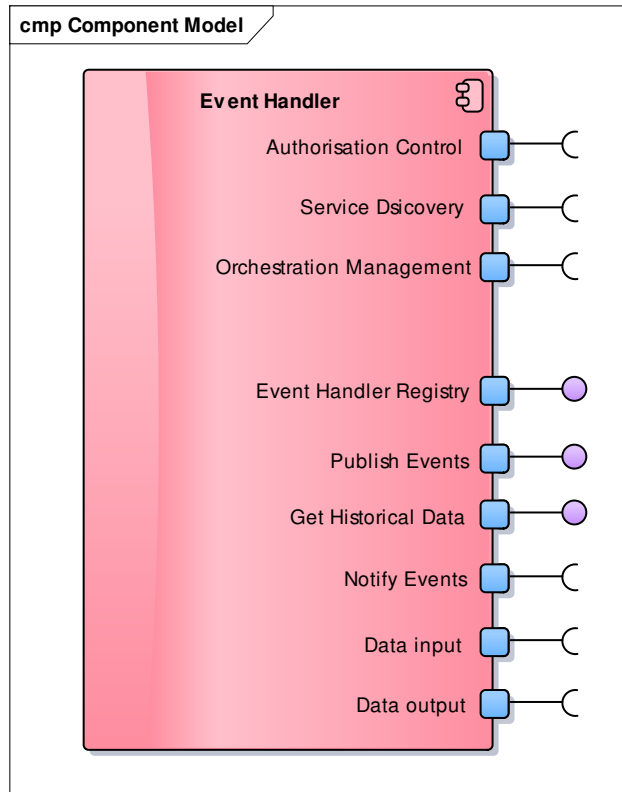 cmp Component Model
Event Handler
Authorisation Control
Service Dsicovery
Orchestration Management
Event Handler Registry
Publish Events
Get Historical Data
Notify Events
Data input
Data output